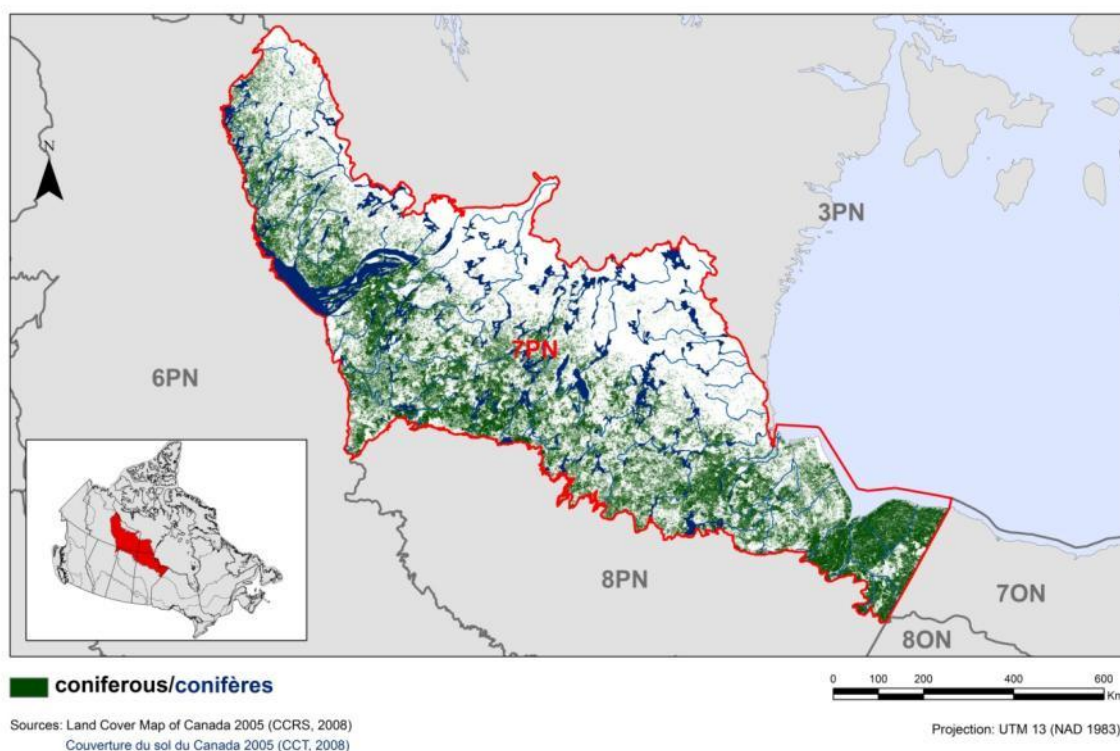 N
3PN
7PN
6PN
8PN
7ON
8ON
coniferous/conifères
0 100 200 400 600
Km
Sources: Land Cover Map of Canada 2005 (CCRS, 2008)
Couverture du sol du Canada 2005 (CCT, 2008)
Projection: UTM 13 (NAD 1983)